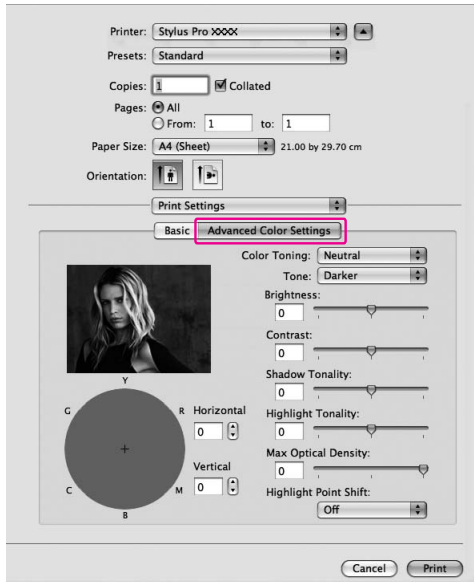 Printer: Stylus Pro XXXX
Presets: Standard
Copies: 1 Collated
Pages: All
From: 1 to: 1
Paper Size: A4 (Sheet) 21.00 by 29.70 cm
Orientation:
Print Settings
Basic Advanced Color Settings
Color Toning: Neutral
Tone: Darker
Brightness:
0
Contrast:
0
Shadow Tonality:
0
Highlight Tonality:
0
Max Optical Density:
0
Highlight Point Shift:
Off
Y
G R
C M
B
Horizontal
0
Vertical
0
Cancel Print